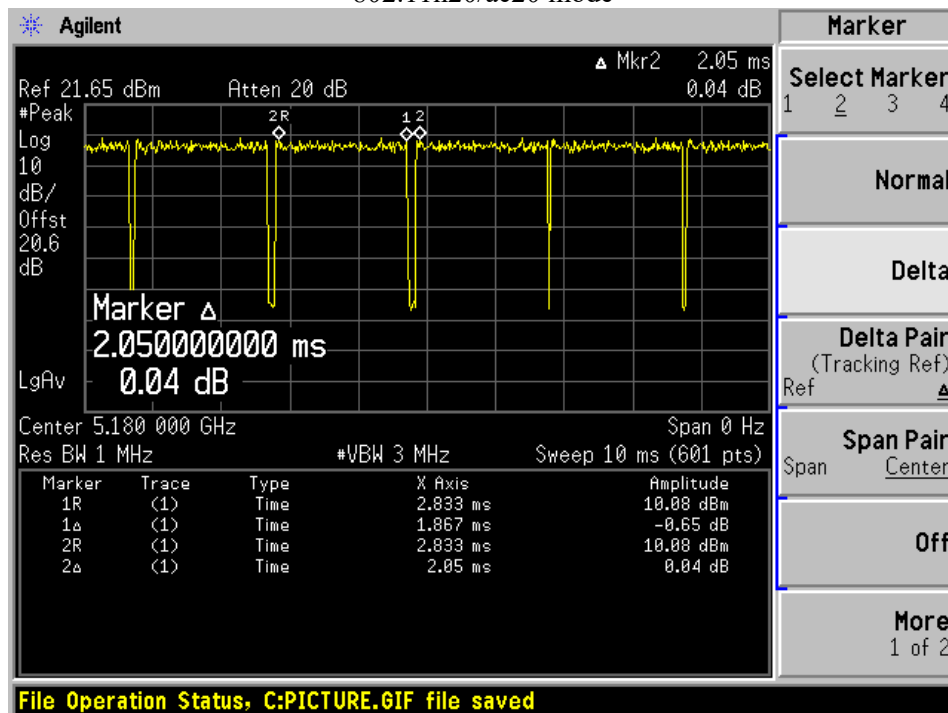 802.11n20/ac20 mode
Agilent
Marker
Δ Mkr2 2.05 ms
Ref 21.65 dBm Atten 20 dB 0.04 dB
#Peak
Log
10
dB/
Offst
20.6
dB
2R
1 2
Marker Δ
2.050000000 ms
0.04 dB
LgAv
Center 5.180 000 GHz Span 0 Hz
Res BW 1 MHz #VBW 3 MHz Sweep 10 ms (601 pts)
Marker Trace Type X Axis Amplitude
1R (1) Time 2.833 ms 10.08 dBm
1Δ (1) Time 1.867 ms -0.65 dB
2R (1) Time 2.833 ms 10.08 dBm
2Δ (1) Time 2.05 ms 0.04 dB
Select Marker
1 2 3 4
Normal
Delta
Delta Pair
(Tracking Ref)
Ref Δ
Span Pair
Span Center
Off
More
1 of 2
File Operation Status, C:PICTURE.GIF file saved